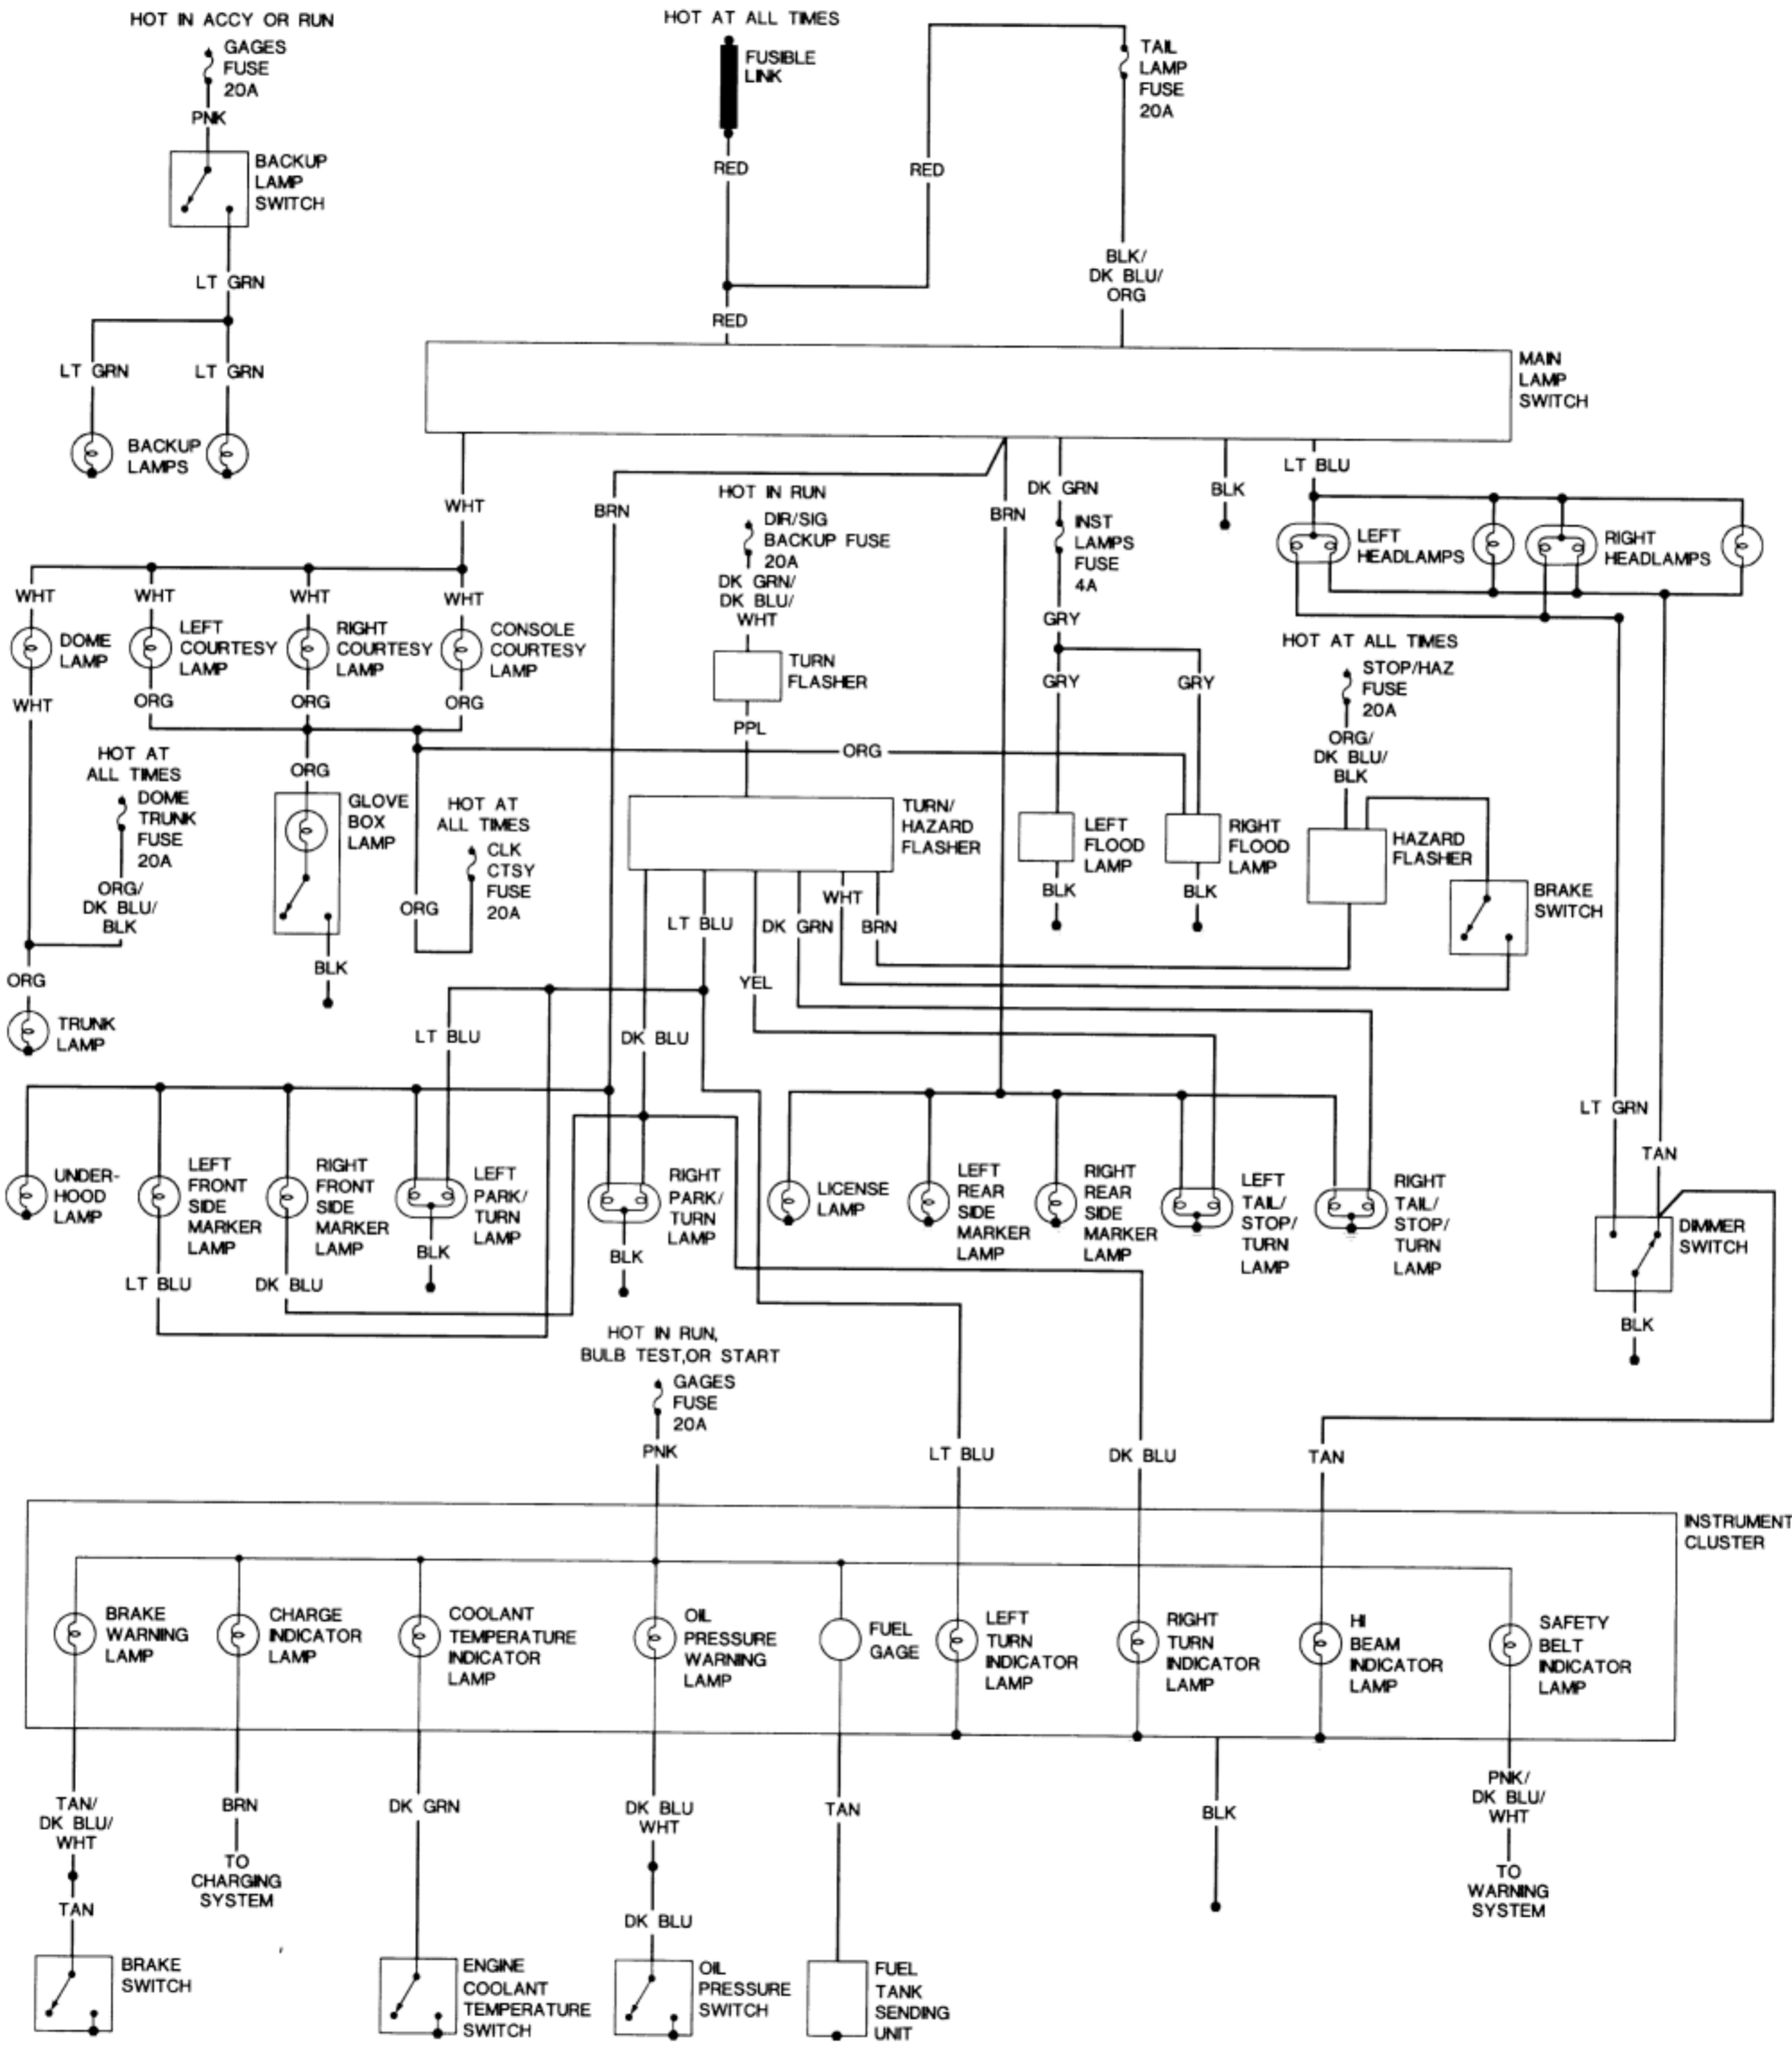 HOT IN ACCY OR RUN
GAGES
FUSE
20A
PNK
BACKUP
LAMP
SWITCH
LT GRN
LT GRN
LT GRN
BACKUP
LAMPS
HOT AT ALL TIMES
FUSIBLE
LINK
RED
RED
RED
TAIL
LAMP
FUSE
20A
BLK/
DK BLU/
ORG
MAIN
LAMP
SWITCH
WHT
BRN
HOT IN RUN
DIR/SIG
BACKUP FUSE
20A
DK GRN/
DK BLU/
WHT
TURN
FLASHER
PPL
BRN
DK GRN
INST
LAMPS
FUSE
4A
GRY
GRY
GRY
BLK
LT BLU
LEFT
HEADLAMPS
RIGHT
HEADLAMPS
WHT
WHT
WHT
WHT
DOME
LAMP
LEFT
COURTESY
LAMP
RIGHT
COURTESY
LAMP
CONSOLE
COURTESY
LAMP
WHT
ORG
ORG
ORG
HOT AT
ALL TIMES
DOME
TRUNK
FUSE
20A
ORG/
DK BLU/
BLK
ORG
TRUNK
LAMP
ORG
GLOVE
BOX
LAMP
BLK
HOT AT
ALL TIMES
CLK
CTSY
FUSE
20A
ORG
ORG
TURN/
HAZARD
FLASHER
LEFT
FLOOD
LAMP
BLK
RIGHT
FLOOD
LAMP
BLK
HOT AT ALL TIMES
STOP/HAZ
FUSE
20A
ORG/
DK BLU/
BLK
HAZARD
FLASHER
BRAKE
SWITCH
LT BLU
DK GRN
WHT
BRN
YEL
LT BLU
DK BLU
UNDER-
HOOD
LAMP
LEFT
FRONT
SIDE
MARKER
LAMP
LT BLU
RIGHT
FRONT
SIDE
MARKER
LAMP
DK BLU
LEFT
PARK/
TURN
LAMP
BLK
RIGHT
PARK/
TURN
LAMP
BLK
LICENSE
LAMP
LEFT
REAR
SIDE
MARKER
LAMP
RIGHT
REAR
SIDE
MARKER
LAMP
LEFT
TAIL/
STOP/
TURN
LAMP
RIGHT
TAIL/
STOP/
TURN
LAMP
LT GRN
TAN
DIMMER
SWITCH
BLK
HOT IN RUN,
BULB TEST,OR START
GAGES
FUSE
20A
PNK
LT BLU
DK BLU
TAN
INSTRUMENT
CLUSTER
BRAKE
WARNING
LAMP
CHARGE
INDICATOR
LAMP
COOLANT
TEMPERATURE
INDICATOR
LAMP
OIL
PRESSURE
WARNING
LAMP
FUEL
GAGE
LEFT
TURN
INDICATOR
LAMP
RIGHT
TURN
INDICATOR
LAMP
HI
BEAM
INDICATOR
LAMP
SAFETY
BELT
INDICATOR
LAMP
TAN/
DK BLU/
WHT
TAN
BRAKE
SWITCH
BRN
TO
CHARGING
SYSTEM
DK GRN
ENGINE
COOLANT
TEMPERATURE
SWITCH
DK BLU
WHT
DK BLU
OIL
PRESSURE
SWITCH
TAN
FUEL
TANK
SENDING
UNIT
BLK
PNK/
DK BLU/
WHT
TO
WARNING
SYSTEM